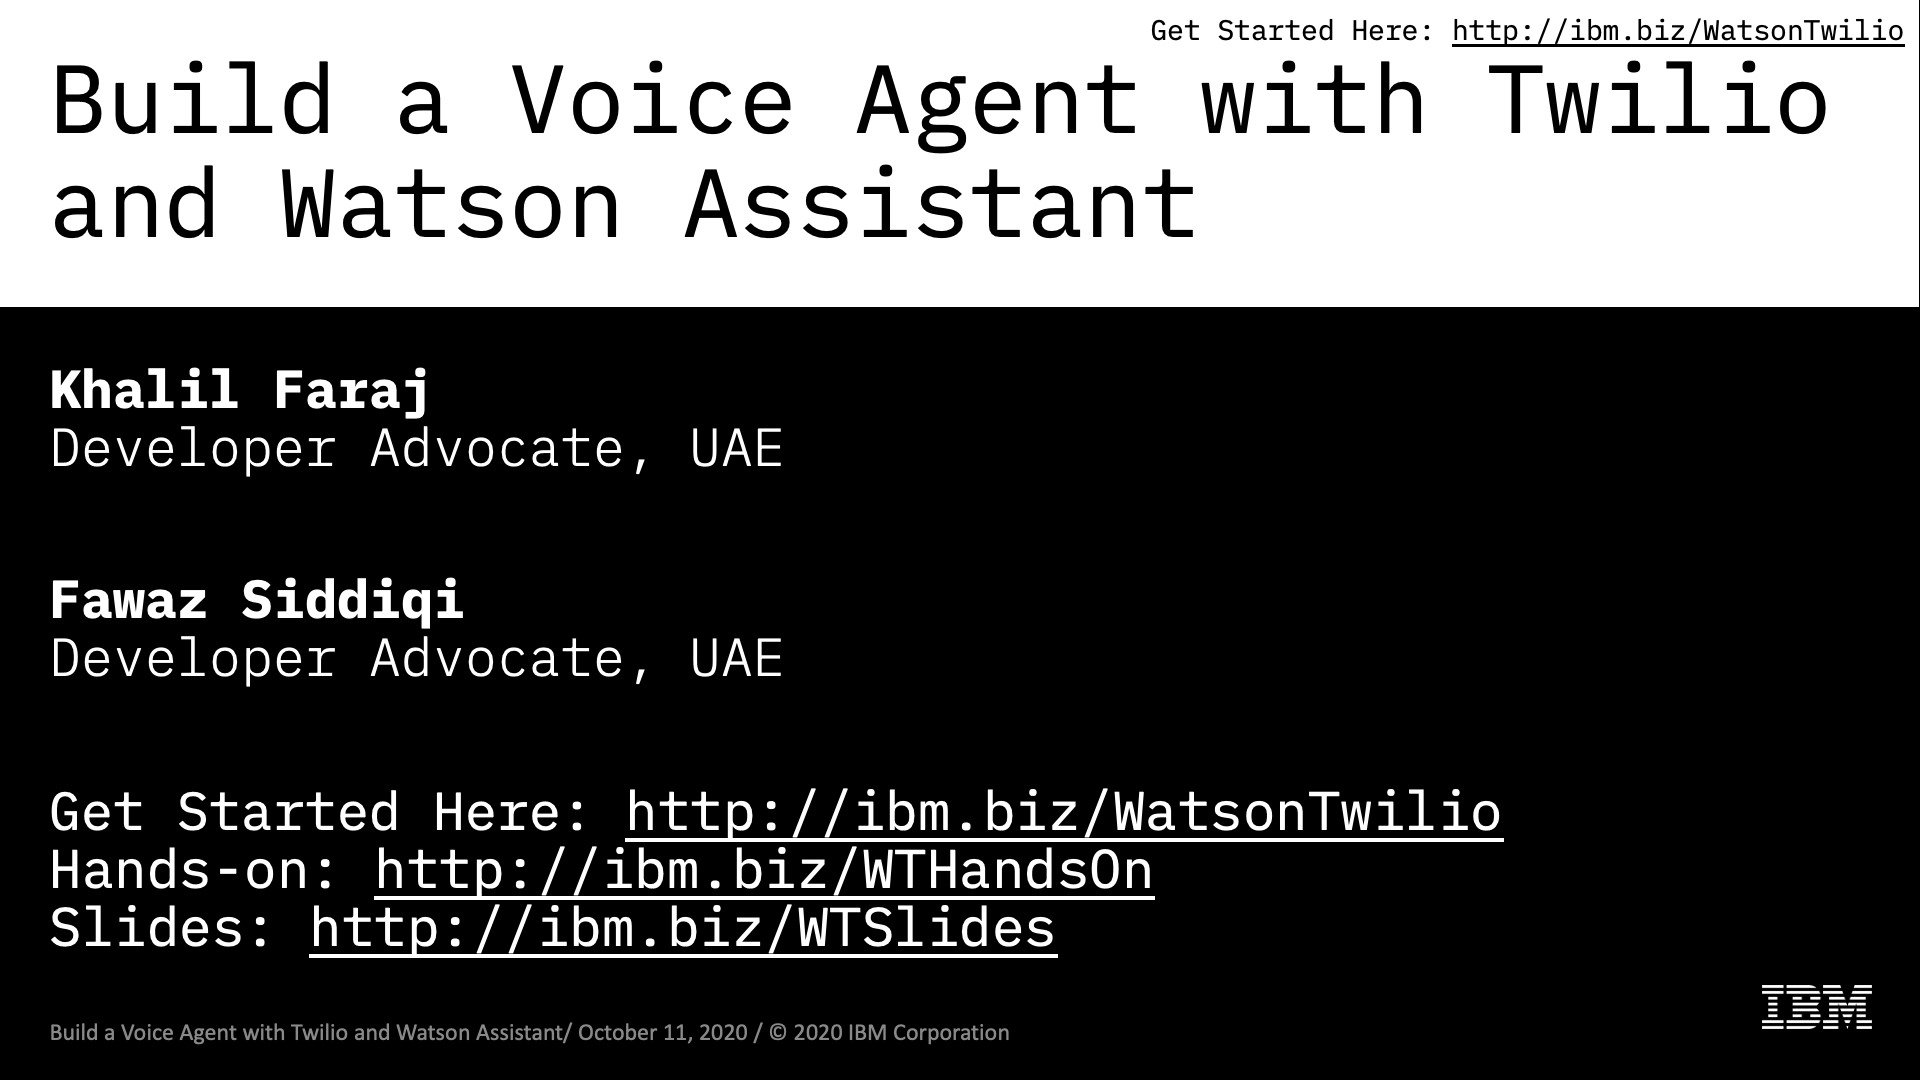 Get Started Here: http://ibm.biz/WatsonTwilio
Build a Voice Agent with Twilio
and Watson Assistant
Khalil Faraj
Developer Advocate, UAE
Fawaz Siddiqi
Developer Advocate, UAE
Get Started Here: http://ibm.biz/WatsonTwilio
Hands-on: http://ibm.biz/WTHandsOn
Slides: http://ibm.biz/WTSlides
Build a Voice Agent with Twilio and Watson Assistant/ October 11, 2020 / © 2020 IBM Corporation
IBM